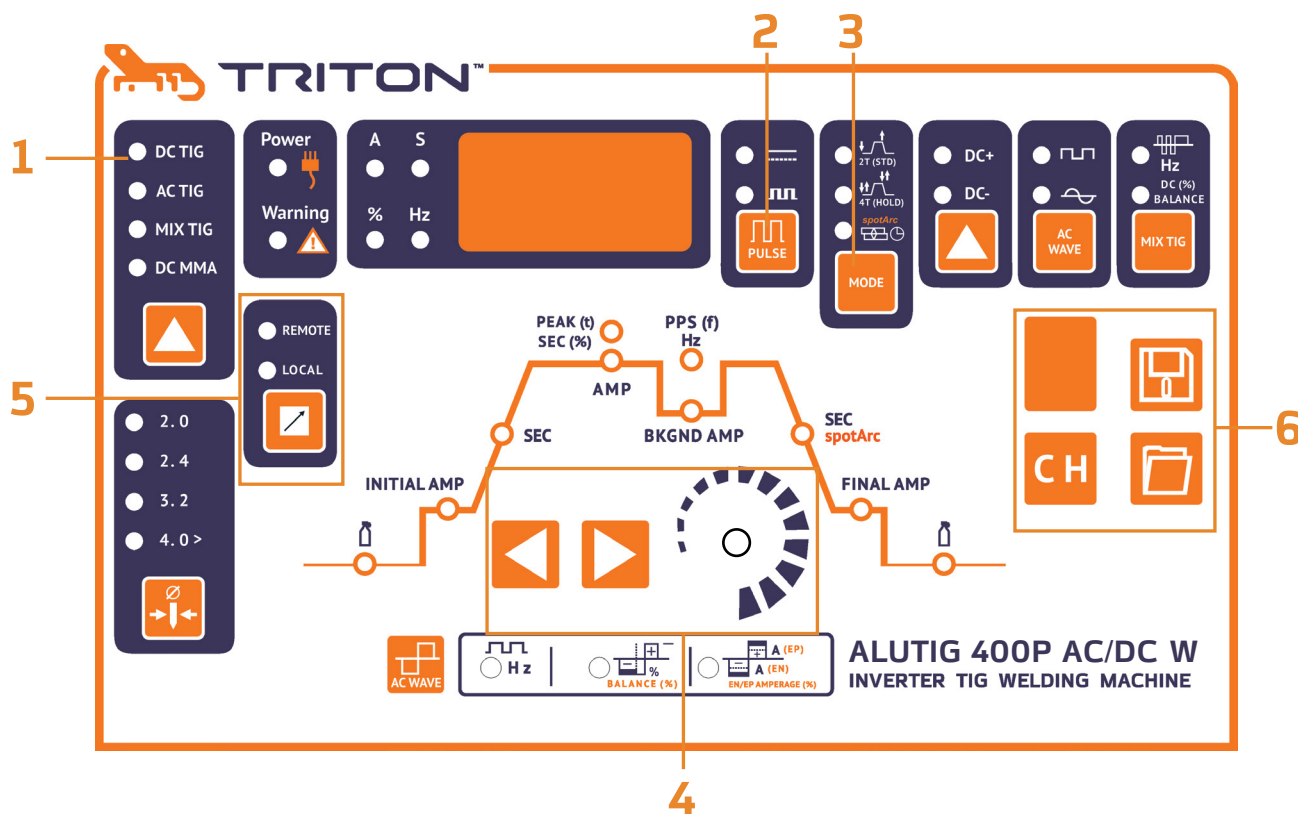 2
3
TRITON™
1
DC TIG
AC TIG
MIX TIG
DC MMA
Power
Warning
A
S
%
Hz
PULSE
2T (STD)
4T (HOLD)
spotArc
MODE
DC+
DC-
AC
WAVE
Hz
DC (%)
BALANCE
MIX TIG
5
REMOTE
LOCAL
2.0
2.4
3.2
4.0>
Ø
PEAK (t)
SEC (%)
AMP
PPS (f)
Hz
BKGND AMP
SEC
SEC
spotArc
INITIAL AMP
FINAL AMP
CH
6
AC WAVE
Hz
%
BALANCE (%)
A (EP)
A (EN)
EN/EP AMPERAGE (%)
ALUTIG 400P AC/DC W
INVERTER TIG WELDING MACHINE
4